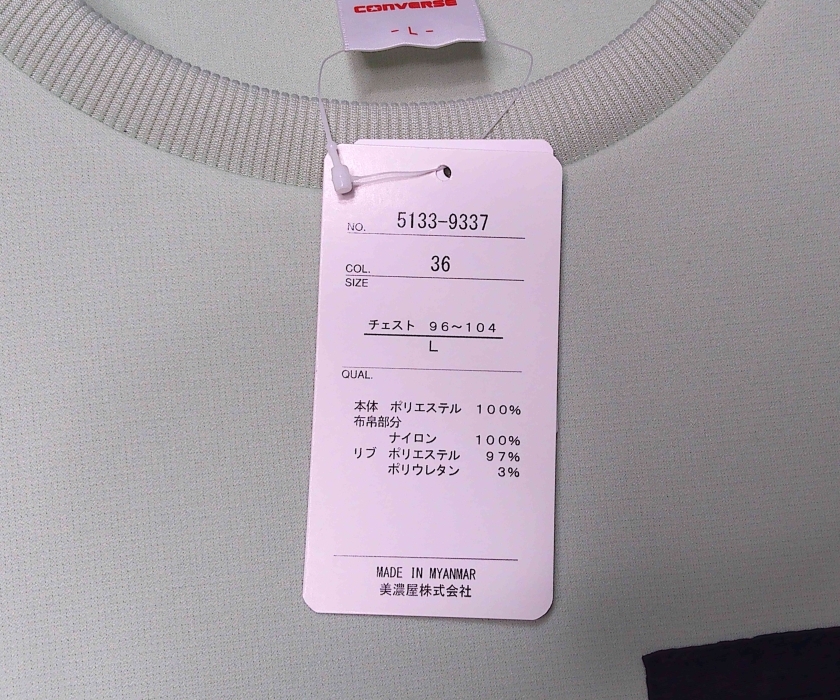 CONVERSE
- L -
NO. 5133-9337
COL. 36
SIZE
チェスト 96~104
L
QUAL.
本体 ポリエステル 100%
布帛部分
ナイロン 100%
リブ ポリエステル 97%
ポリウレタン 3%
MADE IN MYANMAR
美濃屋株式会社